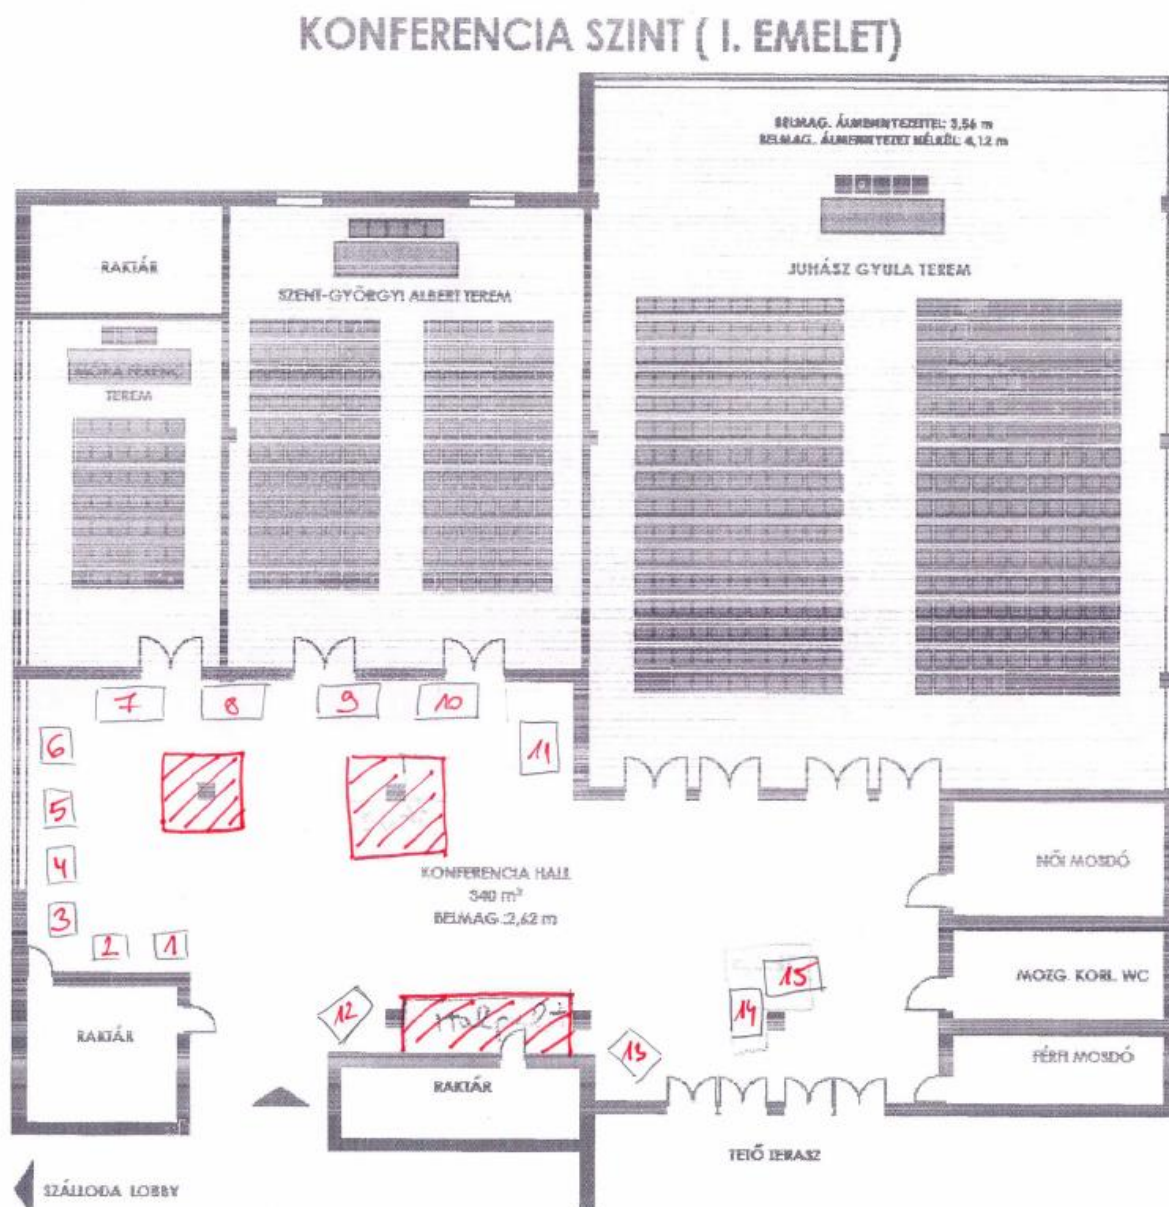 KONFERENCIA SZINT ( I. EMELET)
BELMAG. ÁLMENNYEZETTEL: 3,56 m
BELMAG. ÁLMENNYEZET NÉLKÜL: 4,12 m
RAKTÁR
JUHÁSZ GYULA TEREM
SZENT-GYÖRGYI ALBERT TEREM
MÓRA FERENC
TEREM
7
8
9
10
11
6
5
4
3
2
1
KONFERENCIA HALL
340 m²
BELMAG.:2,62 m
NŐI MOSDÓ
15
MOZG. KORL. WC
14
12
13
RAKTÁR
FÉRFI MOSDÓ
RAKTÁR
TETŐ TERASZ
SZÁLLODA LOBBY